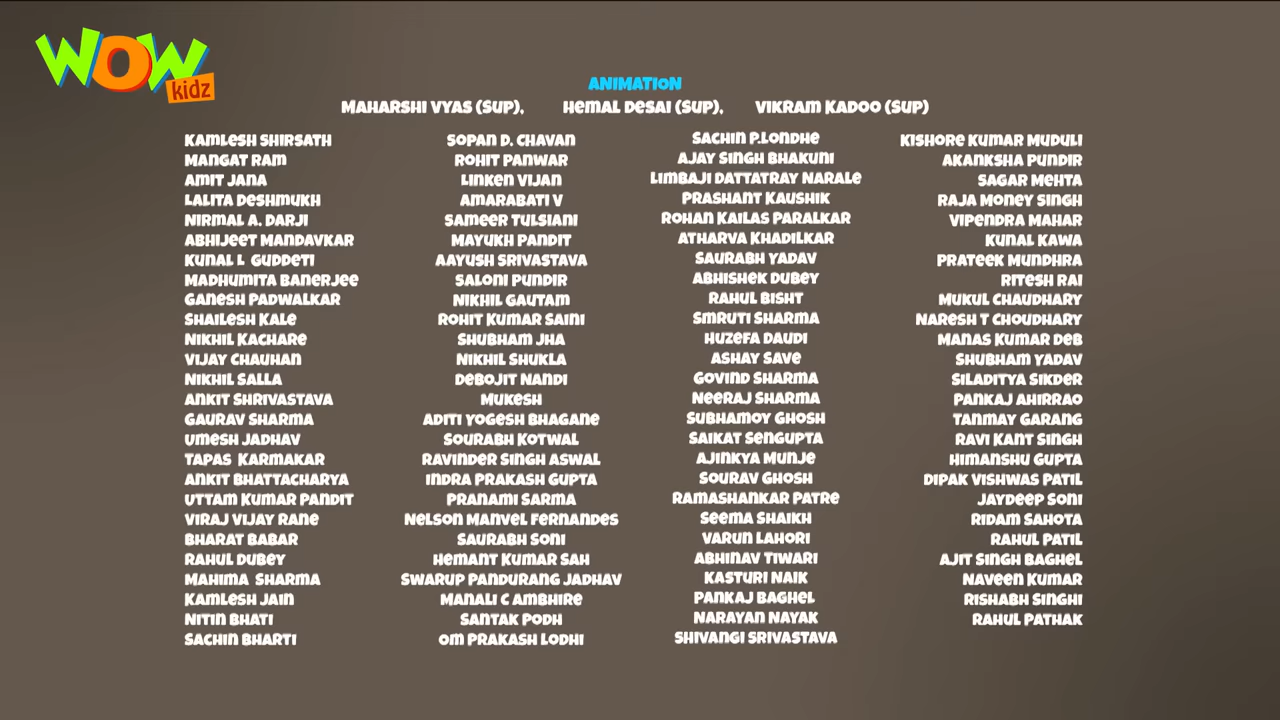 WOW
kidz
ANIMATION
MAHARSHI VYAS (SUP), HEMAL DESAI (SUP), VIKRAM KADOO (SUP)
KAMLESH SHIRSATH
MANGAT RAM
AMIT JANA
LALITA DESHMUKH
NIRMAL A. DARJI
ABHIJEET MANDAVKAR
KUNAL L GUDDETI
MADHUMITA BANERJEE
GANESH PADWALKAR
SHAILESH KALE
NIKHIL KACHARE
VIJAY CHAUHAN
NIKHIL SALLA
ANKIT SHRIVASTAVA
GAURAV SHARMA
UMESH JADHAV
TAPAS KARMAKAR
ANKIT BHATTACHARYA
UTTAM KUMAR PANDIT
VIRAJ VIJAY RANE
BHARAT BABAR
RAHUL DUBEY
MAHIMA SHARMA
KAMLESH JAIN
NITIN BHATI
SACHIN BHARTI
SOPAN D. CHAVAN
ROHIT PANWAR
LINKEN VIJAN
AMARABATI V
SAMEER TULSIANI
MAYUKH PANDIT
AAYUSH SRIVASTAVA
SALONI PUNDIR
NIKHIL GAUTAM
ROHIT KUMAR SAINI
SHUBHAM JHA
NIKHIL SHUKLA
DEBOJIT NANDI
MUKESH
ADITI YOGESH BHAGANE
SOURABH KOTWAL
RAVINDER SINGH ASWAL
INDRA PRAKASH GUPTA
PRANAMI SARMA
NELSON MANVEL FERNANDES
SAURABH SONI
HEMANT KUMAR SAH
SWARUP PANDURANG JADHAV
MANALI C AMBHIRE
SANTAK PODH
OM PRAKASH LODHI
SACHIN P.LONDHE
AJAY SINGH BHAKUNI
LIMBAJI DATTATRAY NARALE
PRASHANT KAUSHIK
ROHAN KAILAS PARALKAR
ATHARVA KHADILKAR
SAURABH YADAV
ABHISHEK DUBEY
RAHUL BISHT
SMRUTI SHARMA
HUZEFA DAUDI
ASHAY SAVE
GOVIND SHARMA
NEERAJ SHARMA
SUBHAMOY GHOSH
SAIKAT SENGUPTA
AJINKYA MUNJE
SOURAV GHOSH
RAMASHANKAR PATRE
SEEMA SHAIKH
VARUN LAHORI
ABHINAV TIWARI
KASTURI NAIK
PANKAJ BAGHEL
NARAYAN NAYAK
SHIVANGI SRIVASTAVA
KISHORE KUMAR MUDULI
AKANKSHA PUNDIR
SAGAR MEHTA
RAJA MONEY SINGH
VIPENDRA MAHAR
KUNAL KAWA
PRATEEK MUNDHRA
RITESH RAI
MUKUL CHAUDHARY
NARESH T CHOUDHARY
MANAS KUMAR DEB
SHUBHAM YADAV
SILADITYA SIKDER
PANKAJ AHIRRAO
TANMAY GARANG
RAVI KANT SINGH
HIMANSHU GUPTA
DIPAK VISHWAS PATIL
JAYDEEP SONI
RIDAM SAHOTA
RAHUL PATIL
AJIT SINGH BAGHEL
NAVEEN KUMAR
RISHABH SINGHI
RAHUL PATHAK